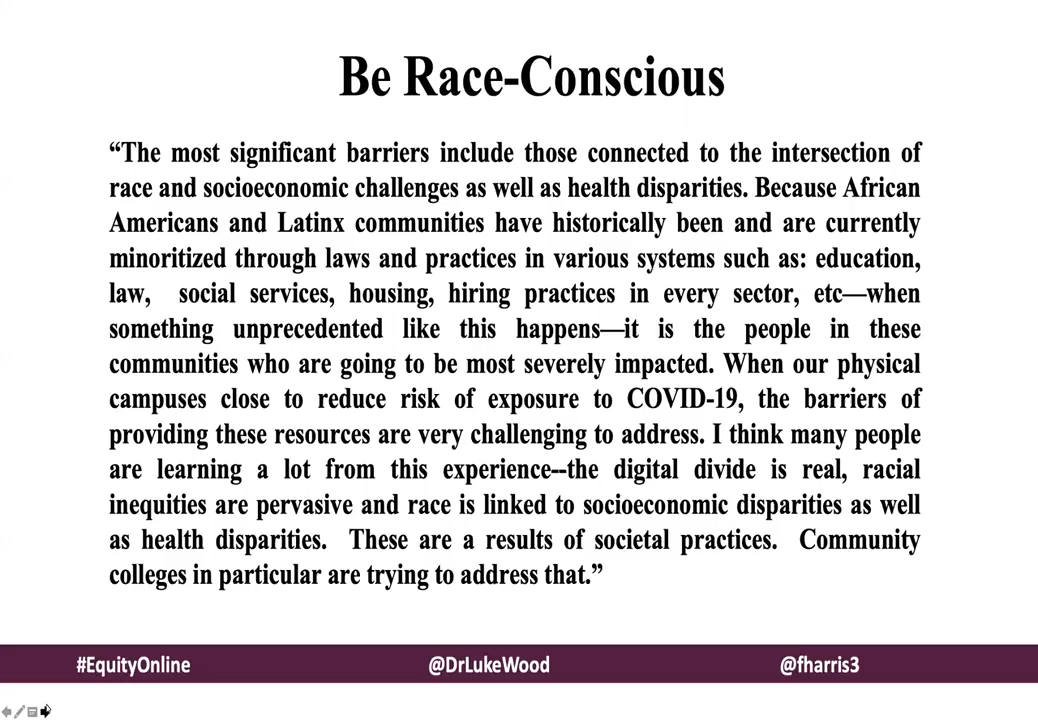 Be Race-Conscious
“The most significant barriers include those connected to the intersection of
race and socioeconomic challenges as well as health disparities. Because African
Americans and Latinx communities have historically been and are currently
minoritized through laws and practices in various systems such as: education,
law,  social services, housing, hiring practices in every sector, etc—when
something unprecedented like this happens—it is the people in these
communities who are going to be most severely impacted. When our physical
campuses close to reduce risk of exposure to COVID-19, the barriers of
providing these resources are very challenging to address. I think many people
are learning a lot from this experience--the digital divide is real, racial
inequities are pervasive and race is linked to socioeconomic disparities as well
as health disparities.  These are a results of societal practices.  Community
colleges in particular are trying to address that.”
#EquityOnline @DrLukeWood @fharris3